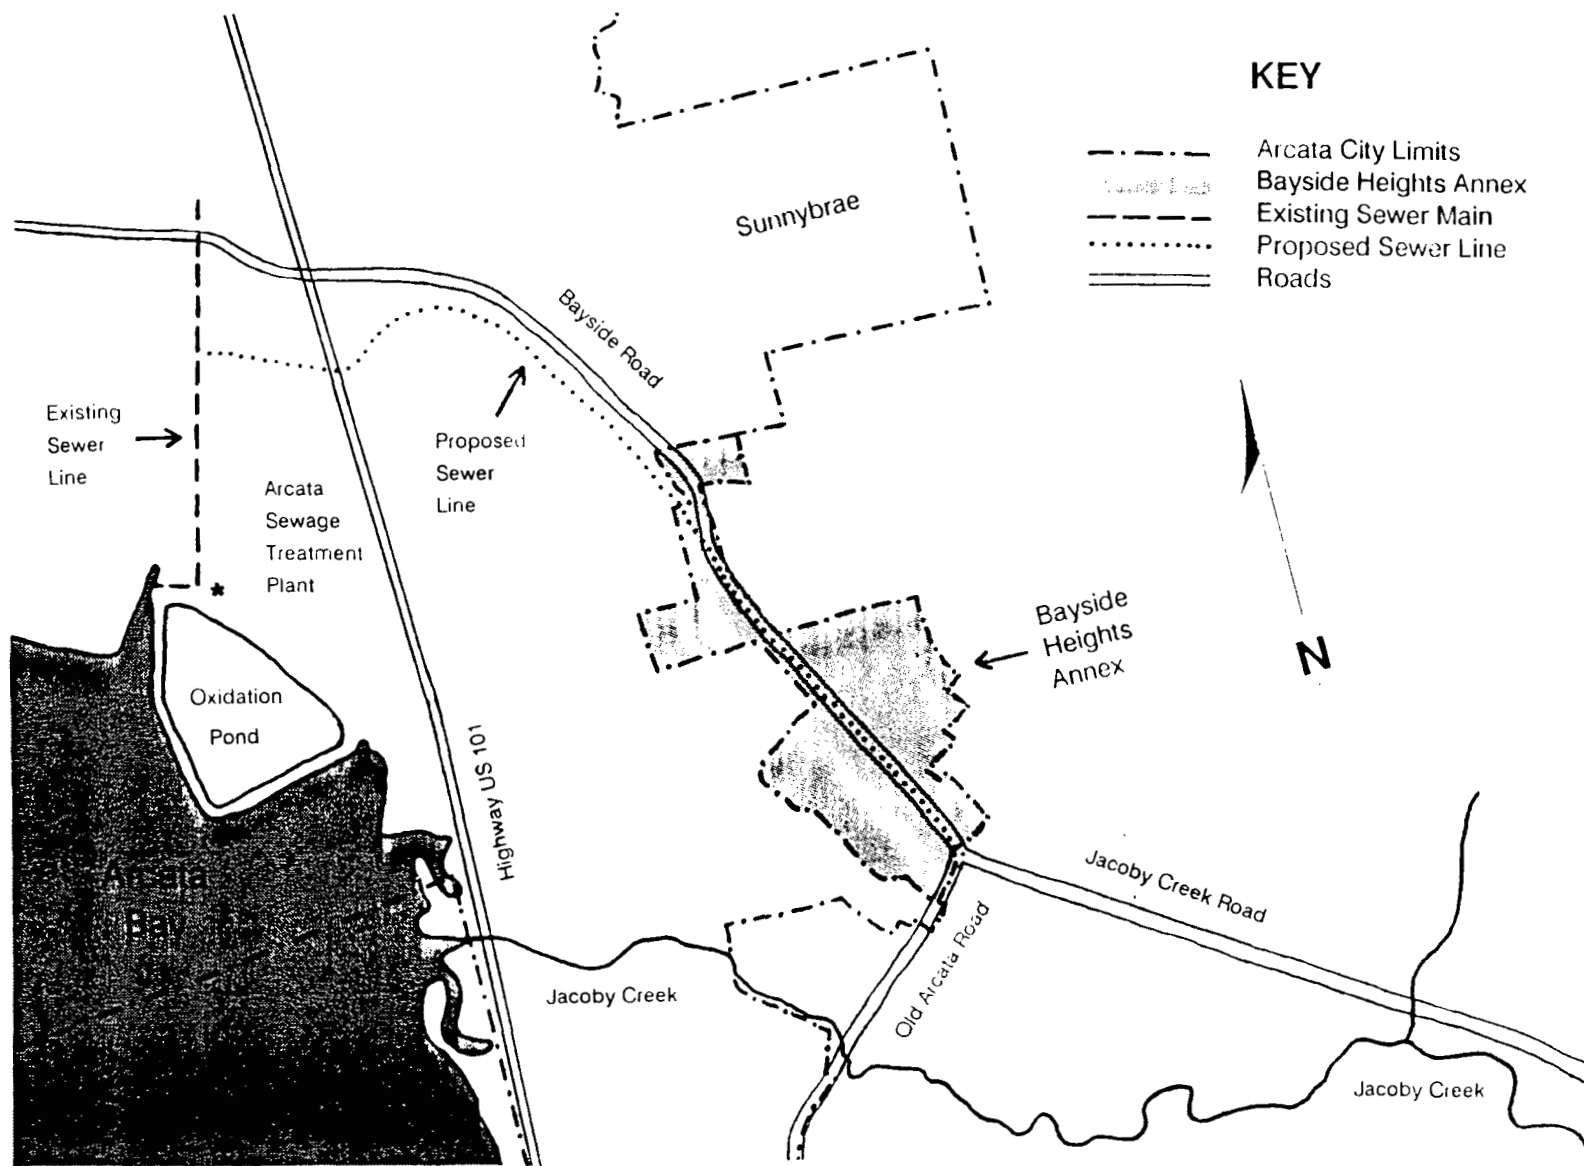 KEY
Arcata City Limits
Bayside Heights Annex
Existing Sewer Main
Proposed Sewer Line
Roads
Sunnybrae
Bayside Road
Existing
Sewer
Line
Proposed
Sewer
Line
Arcata
Sewage
Treatment
Plant
*
Bayside
Heights
Annex
N
Oxidation
Pond
Highway US 101
Arcata
Bay
Jacoby Creek Road
Old Arcata Road
Jacoby Creek
Jacoby Creek